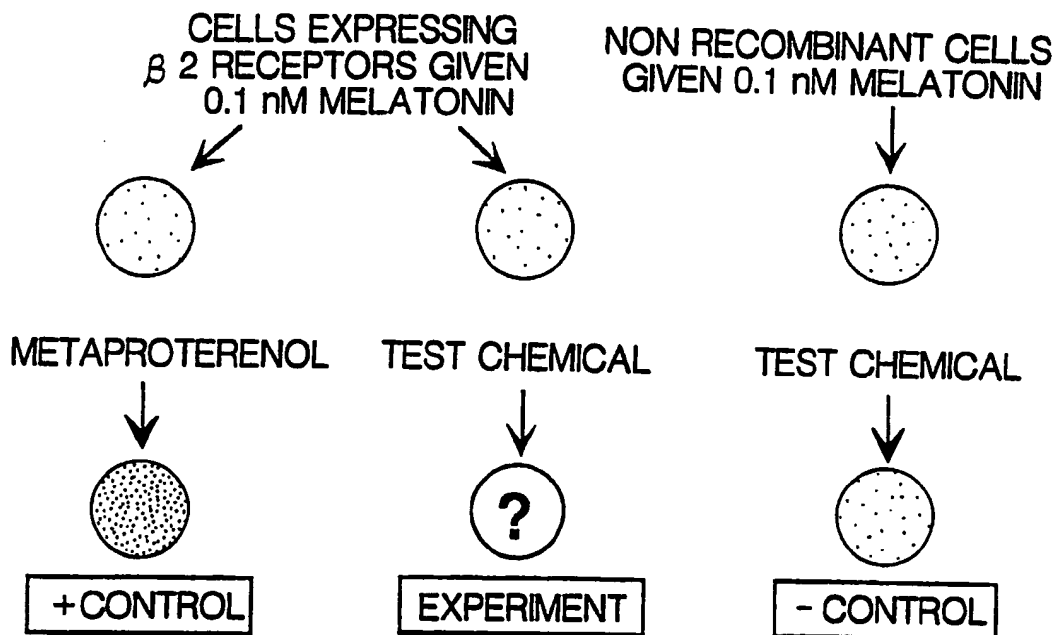 CELLS EXPRESSING
β 2 RECEPTORS GIVEN
0.1 nM MELATONIN
NON RECOMBINANT CELLS
GIVEN 0.1 nM MELATONIN
METAPROTERENOL
TEST CHEMICAL
TEST CHEMICAL
?
+CONTROL
EXPERIMENT
- CONTROL